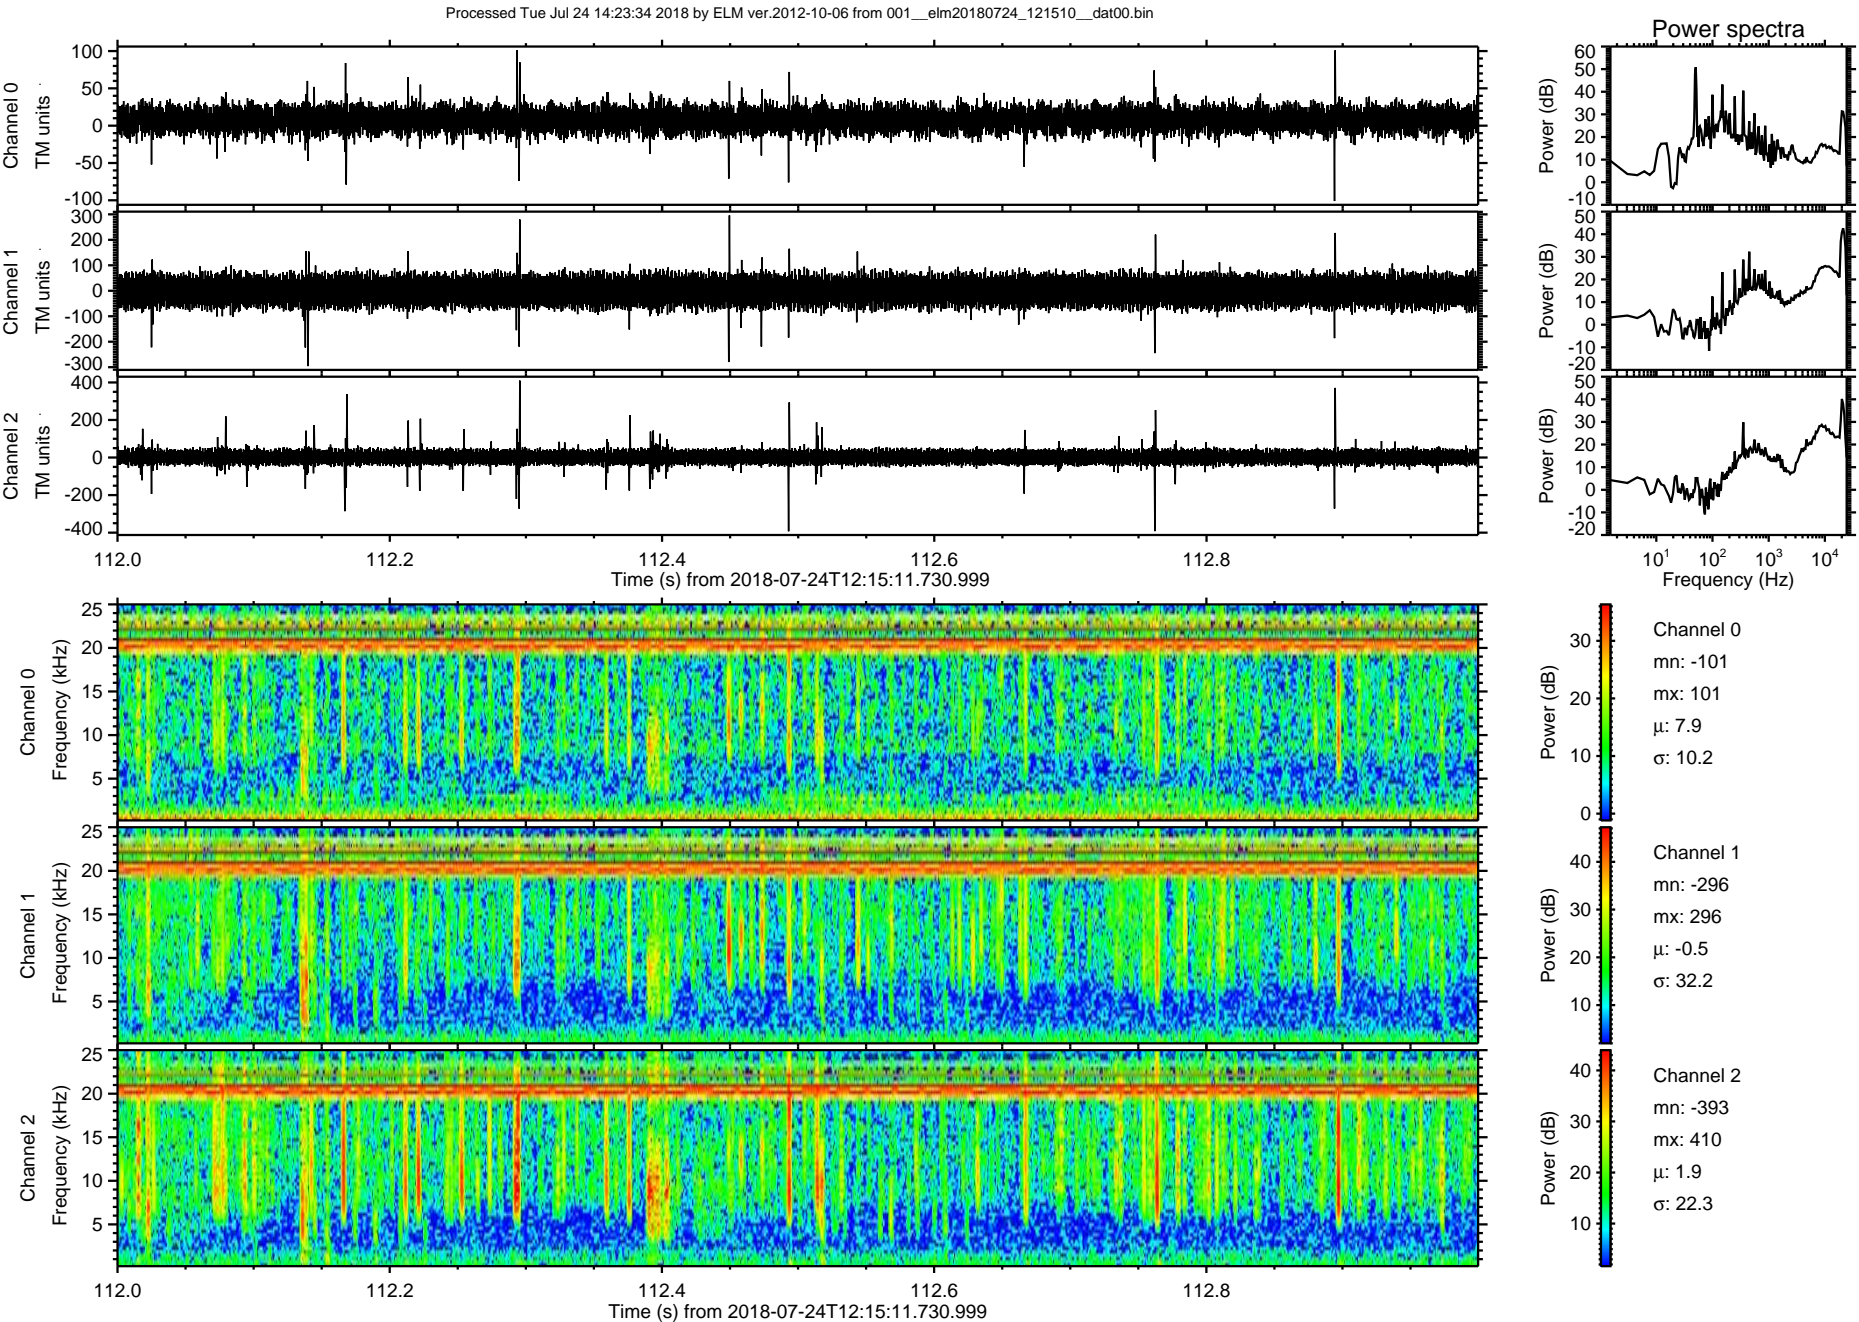 Processed Tue Jul 24 14:23:34 2018 by ELM ver.2012-10-06 from 001__elm20180724_121510__dat00.bin
Power spectra
Channel 0
TM units
100
50
0
-50
-100
Power (dB)
60
50
40
30
20
10
0
-10
Channel 1
TM units
300
200
100
0
-100
-200
-300
Power (dB)
50
40
30
20
10
0
-10
-20
Channel 2
TM units
400
200
0
-200
-400
Power (dB)
50
40
30
20
10
0
-10
-20
112.0 112.2 112.4 112.6 112.8
Time (s) from 2018-07-24T12:15:11.730.999
10¹ 10² 10³ 10⁴
Frequency (Hz)
Channel 0
Frequency (kHz)
25
20
15
10
5
Power (dB)
30
20
10
0
Channel 0
mn: -101
mx: 101
μ: 7.9
σ: 10.2
Channel 1
Frequency (kHz)
25
20
15
10
5
Power (dB)
40
30
20
10
Channel 1
mn: -296
mx: 296
μ: -0.5
σ: 32.2
Channel 2
Frequency (kHz)
25
20
15
10
5
Power (dB)
40
30
20
10
Channel 2
mn: -393
mx: 410
μ: 1.9
σ: 22.3
112.0 112.2 112.4 112.6 112.8
Time (s) from 2018-07-24T12:15:11.730.999